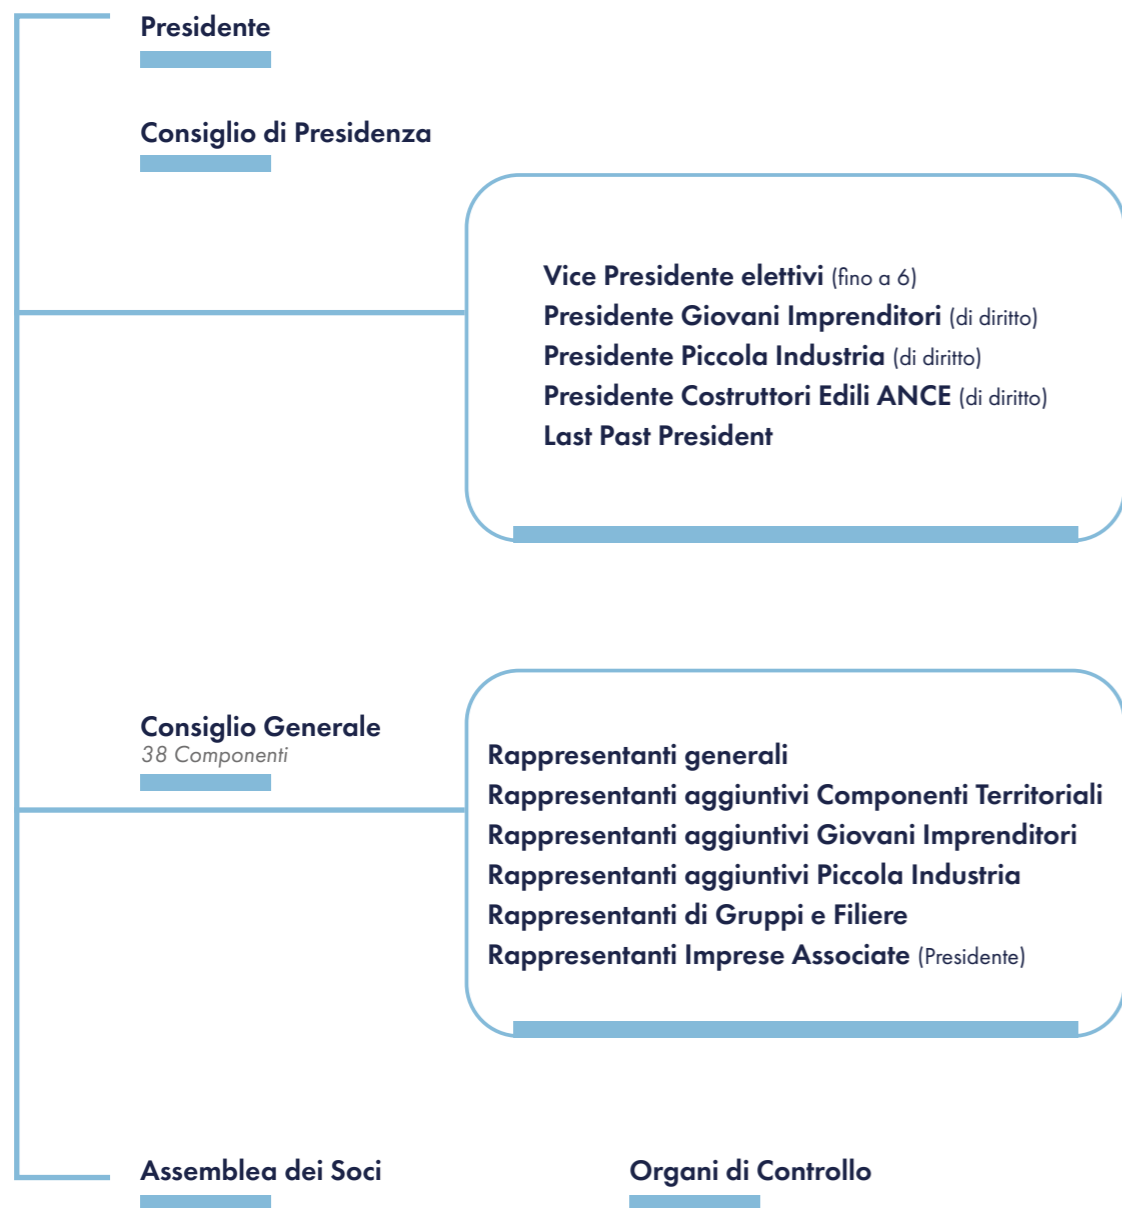 Presidente
Consiglio di Presidenza
Vice Presidente elettivi (fino a 6)
Presidente Giovani Imprenditori (di diritto)
Presidente Piccola Industria (di diritto)
Presidente Costruttori Edili ANCE (di diritto)
Last Past President
Consiglio Generale
38 Componenti
Rappresentanti generali
Rappresentanti aggiuntivi Componenti Territoriali
Rappresentanti aggiuntivi Giovani Imprenditori
Rappresentanti aggiuntivi Piccola Industria
Rappresentanti di Gruppi e Filiere
Rappresentanti Imprese Associate (Presidente)
Assemblea dei Soci
Organi di Controllo